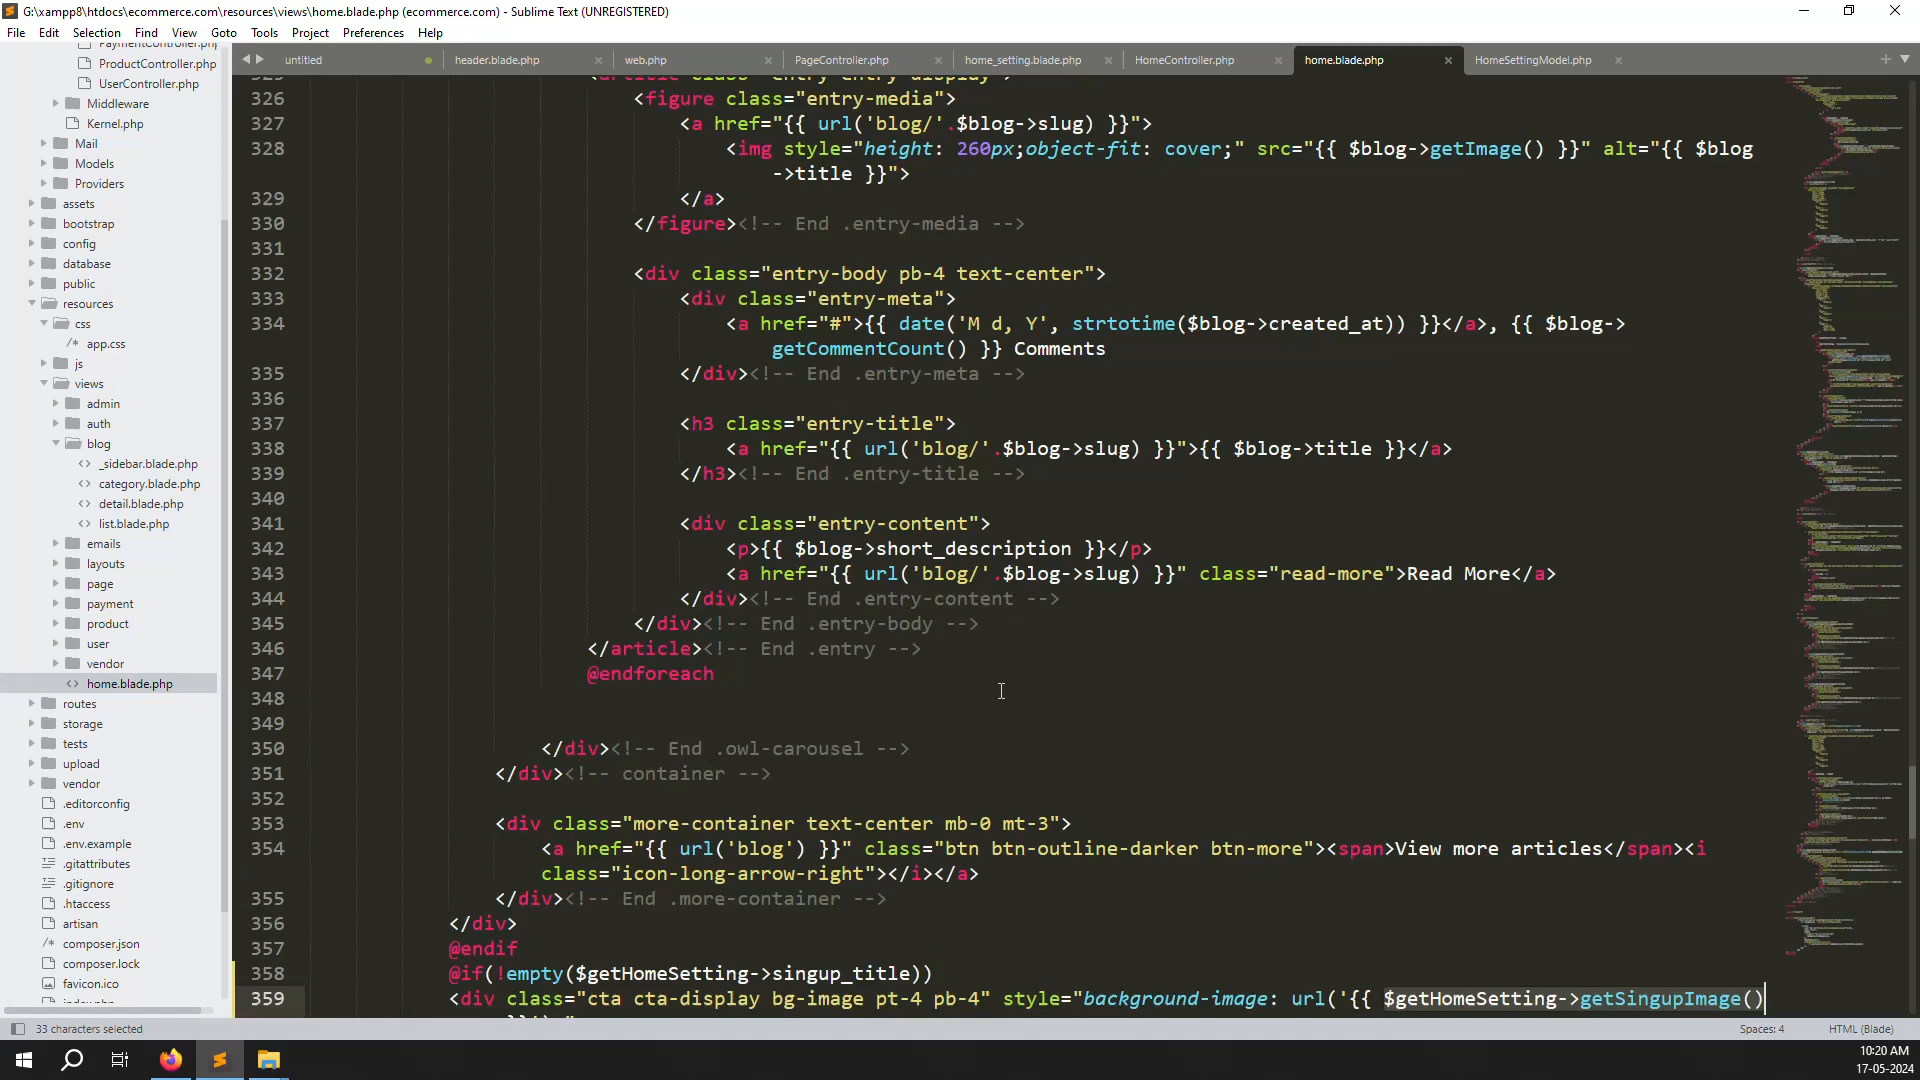 G:\xampp8\htdocs\ecommerce.com\resources\views\home.blade.php (ecommerce.com) - Sublime Text (UNREGISTERED)
File Edit Selection Find View Goto Tools Project Preferences Help
PaymentController.php
ProductController.php
UserController.php
Middleware
Kernel.php
Mail
Models
Providers
assets
bootstrap
config
database
public
resources
css
/* app.css
js
views
admin
auth
blog
<> _sidebar.blade.php
<> category.blade.php
<> detail.blade.php
<> list.blade.php
emails
layouts
page
payment
product
user
vendor
<> home.blade.php
routes
storage
tests
upload
vendor
.editorconfig
.env
.env.example
.gitattributes
.gitignore
.htaccess
artisan
/* composer.json
composer.lock
favicon.ico
index.php
untitled header.blade.php web.php PageController.php home_setting.blade.php HomeController.php home.blade.php HomeSettingModel.php
325 <article class="entry entry-display">
326 <figure class="entry-media">
327 <a href="{{ url('blog/'.$blog->slug) }}">
328 <img style="height: 260px;object-fit: cover;" src="{{ $blog->getImage() }}" alt="{{ $blog
->title }}">
329 </a>
330 </figure><!-- End .entry-media -->
331
332 <div class="entry-body pb-4 text-center">
333 <div class="entry-meta">
334 <a href="#">{{ date('M d, Y', strtotime($blog->created_at)) }}</a>, {{ $blog->
getCommentCount() }} Comments
335 </div><!-- End .entry-meta -->
336
337 <h3 class="entry-title">
338 <a href="{{ url('blog/'.$blog->slug) }}">{{ $blog->title }}</a>
339 </h3><!-- End .entry-title -->
340
341 <div class="entry-content">
342 <p>{{ $blog->short_description }}</p>
343 <a href="{{ url('blog/'.$blog->slug) }}" class="read-more">Read More</a>
344 </div><!-- End .entry-content -->
345 </div><!-- End .entry-body -->
346 </article><!-- End .entry -->
347 @endforeach
348
349
350 </div><!-- End .owl-carousel -->
351 </div><!-- container -->
352
353 <div class="more-container text-center mb-0 mt-3">
354 <a href="{{ url('blog') }}" class="btn btn-outline-darker btn-more"><span>View more articles</span><i
class="icon-long-arrow-right"></i></a>
355 </div><!-- End .more-container -->
356 </div>
357 @endif
358 @if(!empty($getHomeSetting->singup_title))
359 <div class="cta cta-display bg-image pt-4 pb-4" style="background-image: url('{{ $getHomeSetting->getSingupImage()
33 characters selected
Spaces: 4
HTML (Blade)
10:20 AM
17-05-2024